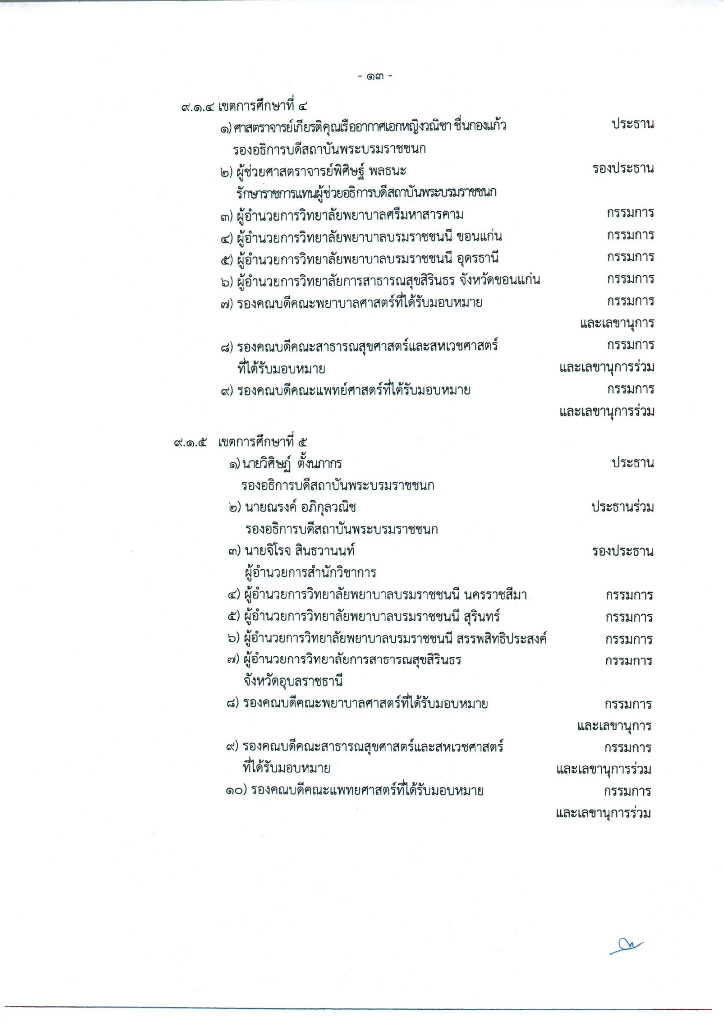 - ๑๓ -
๙.๑.๔ เขตการศึกษาที่ ๔
๑) ศาสตราจารย์เกียรติคุณเรืออากาศเอกหญิงวณิชา ชื่นกองแก้ว ประธาน
รองอธิการบดีสถาบันพระบรมราชชนก
๒) ผู้ช่วยศาสตราจารย์พิศิษฐ์ พลธนะ รองประธาน
รักษาราชการแทนผู้ช่วยอธิการบดีสถาบันพระบรมราชชนก
๓) ผู้อำนวยการวิทยาลัยพยาบาลศรีมหาสารคาม กรรมการ
๔) ผู้อำนวยการวิทยาลัยพยาบาลบรมราชชนนี ขอนแก่น กรรมการ
๕) ผู้อำนวยการวิทยาลัยพยาบาลบรมราชชนนี อุดรธานี กรรมการ
๖) ผู้อำนวยการวิทยาลัยการสาธารณสุขสิรินธร จังหวัดขอนแก่น กรรมการ
๗) รองคณบดีคณะพยาบาลศาสตร์ที่ได้รับมอบหมาย กรรมการ
และเลขานุการ
๘) รองคณบดีคณะสาธารณสุขศาสตร์และสหเวชศาสตร์ กรรมการ
ที่ได้รับมอบหมาย และเลขานุการร่วม
๙) รองคณบดีคณะแพทย์ศาสตร์ที่ได้รับมอบหมาย กรรมการ
และเลขานุการร่วม
๙.๑.๕ เขตการศึกษาที่ ๕
๑) นายวิศิษฎ์ ตั้งนภากร ประธาน
รองอธิการบดีสถาบันพระบรมราชชนก
๒) นายณรงค์ อภิกุลวณิช ประธานร่วม
รองอธิการบดีสถาบันพระบรมราชชนก
๓) นายจิโรจ สินธวานนท์ รองประธาน
ผู้อำนวยการสำนักวิชาการ
๔) ผู้อำนวยการวิทยาลัยพยาบาลบรมราชชนนี นครราชสีมา กรรมการ
๕) ผู้อำนวยการวิทยาลัยพยาบาลบรมราชชนนี สุรินทร์ กรรมการ
๖) ผู้อำนวยการวิทยาลัยพยาบาลบรมราชชนนี สรรพสิทธิประสงค์ กรรมการ
๗) ผู้อำนวยการวิทยาลัยการสาธารณสุขสิรินธร กรรมการ
จังหวัดอุบลราชธานี
๘) รองคณบดีคณะพยาบาลศาสตร์ที่ได้รับมอบหมาย กรรมการ
และเลขานุการ
๙) รองคณบดีคณะสาธารณสุขศาสตร์และสหเวชศาสตร์ กรรมการ
ที่ได้รับมอบหมาย และเลขานุการร่วม
๑๐) รองคณบดีคณะแพทยศาสตร์ที่ได้รับมอบหมาย กรรมการ
และเลขานุการร่วม